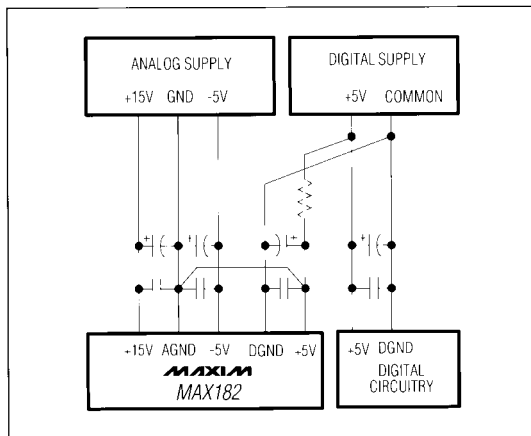 ANALOG SUPPLY
+15V GND -5V
DIGITAL SUPPLY
+5V COMMON
+ + + +
+15V AGND -5V DGND +5V
MAXIM
MAX182
+5V DGND
DIGITAL
CIRCUITRY